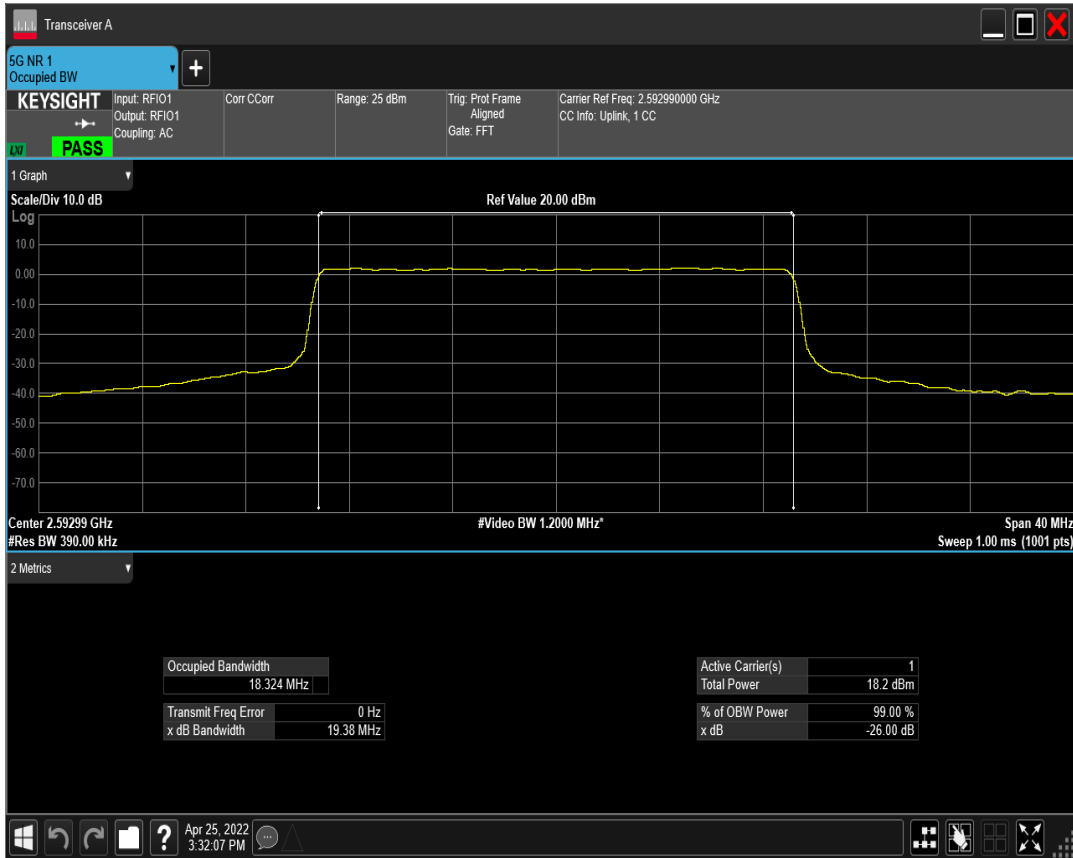 Transceiver A
5G NR 1
Occupied BW
KEYSIGHT
LXI
PASS
Input: RFIO1
Output: RFIO1
Coupling: AC
Corr CCorr
Range: 25 dBm
Trig: Prot Frame
Aligned
Gate: FFT
Carrier Ref Freq: 2.592990000 GHz
CC Info: Uplink, 1 CC
1 Graph
Scale/Div 10.0 dB
Ref Value 20.00 dBm
Log
10.0
0.00
-10.0
-20.0
-30.0
-40.0
-50.0
-60.0
-70.0
Center 2.59299 GHz
#Video BW 1.2000 MHz*
Span 40 MHz
#Res BW 390.00 kHz
Sweep 1.00 ms (1001 pts)
2 Metrics
Occupied Bandwidth
18.324 MHz
Transmit Freq Error 0 Hz
x dB Bandwidth 19.38 MHz
Active Carrier(s) 1
Total Power 18.2 dBm
% of OBW Power 99.00 %
x dB -26.00 dB
?
Apr 25, 2022
3:32:07 PM